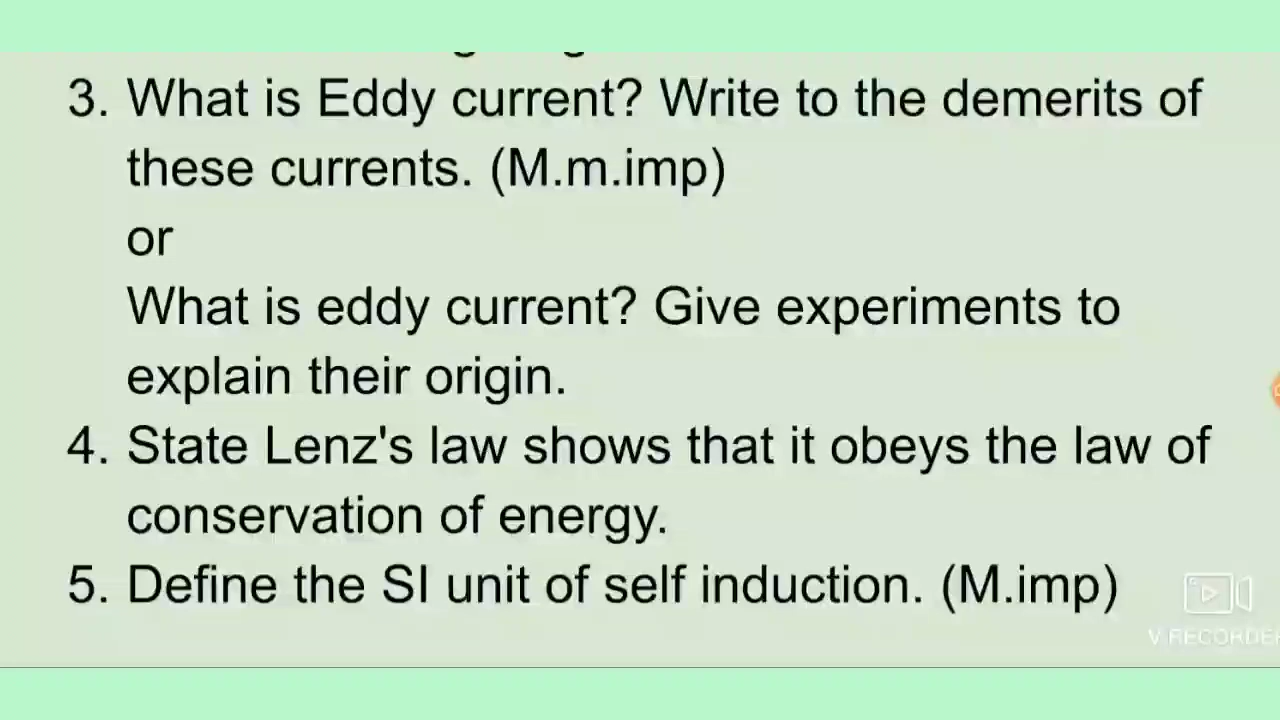 3. What is Eddy current? Write to the demerits of
these currents. (M.m.imp)
or
What is eddy current? Give experiments to
explain their origin.
4. State Lenz's law shows that it obeys the law of
conservation of energy.
5. Define the SI unit of self induction. (M.imp)
V RECORDER